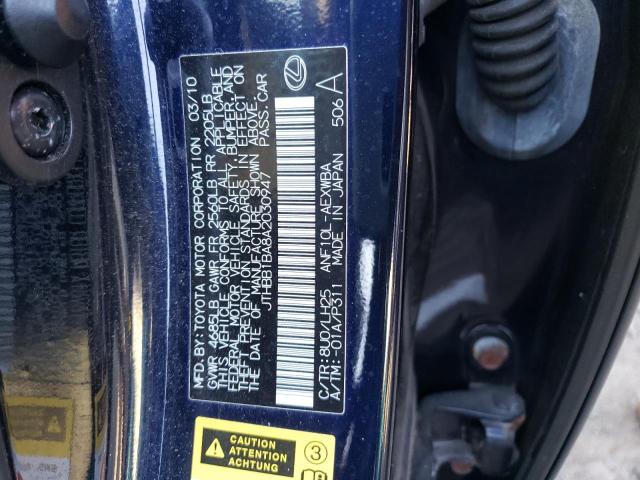 MFD.BY:TOYOTA MOTOR CORPORATION 03/10
GVWR 4685LB GAWR FR 2560LB RR 2205LB
THIS VEHICLE CONFORMS TO ALL APPLICABLE
FEDERAL MOTOR VEHICLE SAFETY, BUMPER, AND
THEFT PREVENTION STANDARDS IN EFFECT ON
THE DATE OF MANUFACTURE SHOWN ABOVE.
JTHBB1BA8A2030947 PASS.CAR
C/TR:8U0/LH25 ANF10L-AEXWBA
A/TM:-01A/P311 MADE IN JAPAN 506 A
CAUTION
ATTENTION
ACHTUNG
3